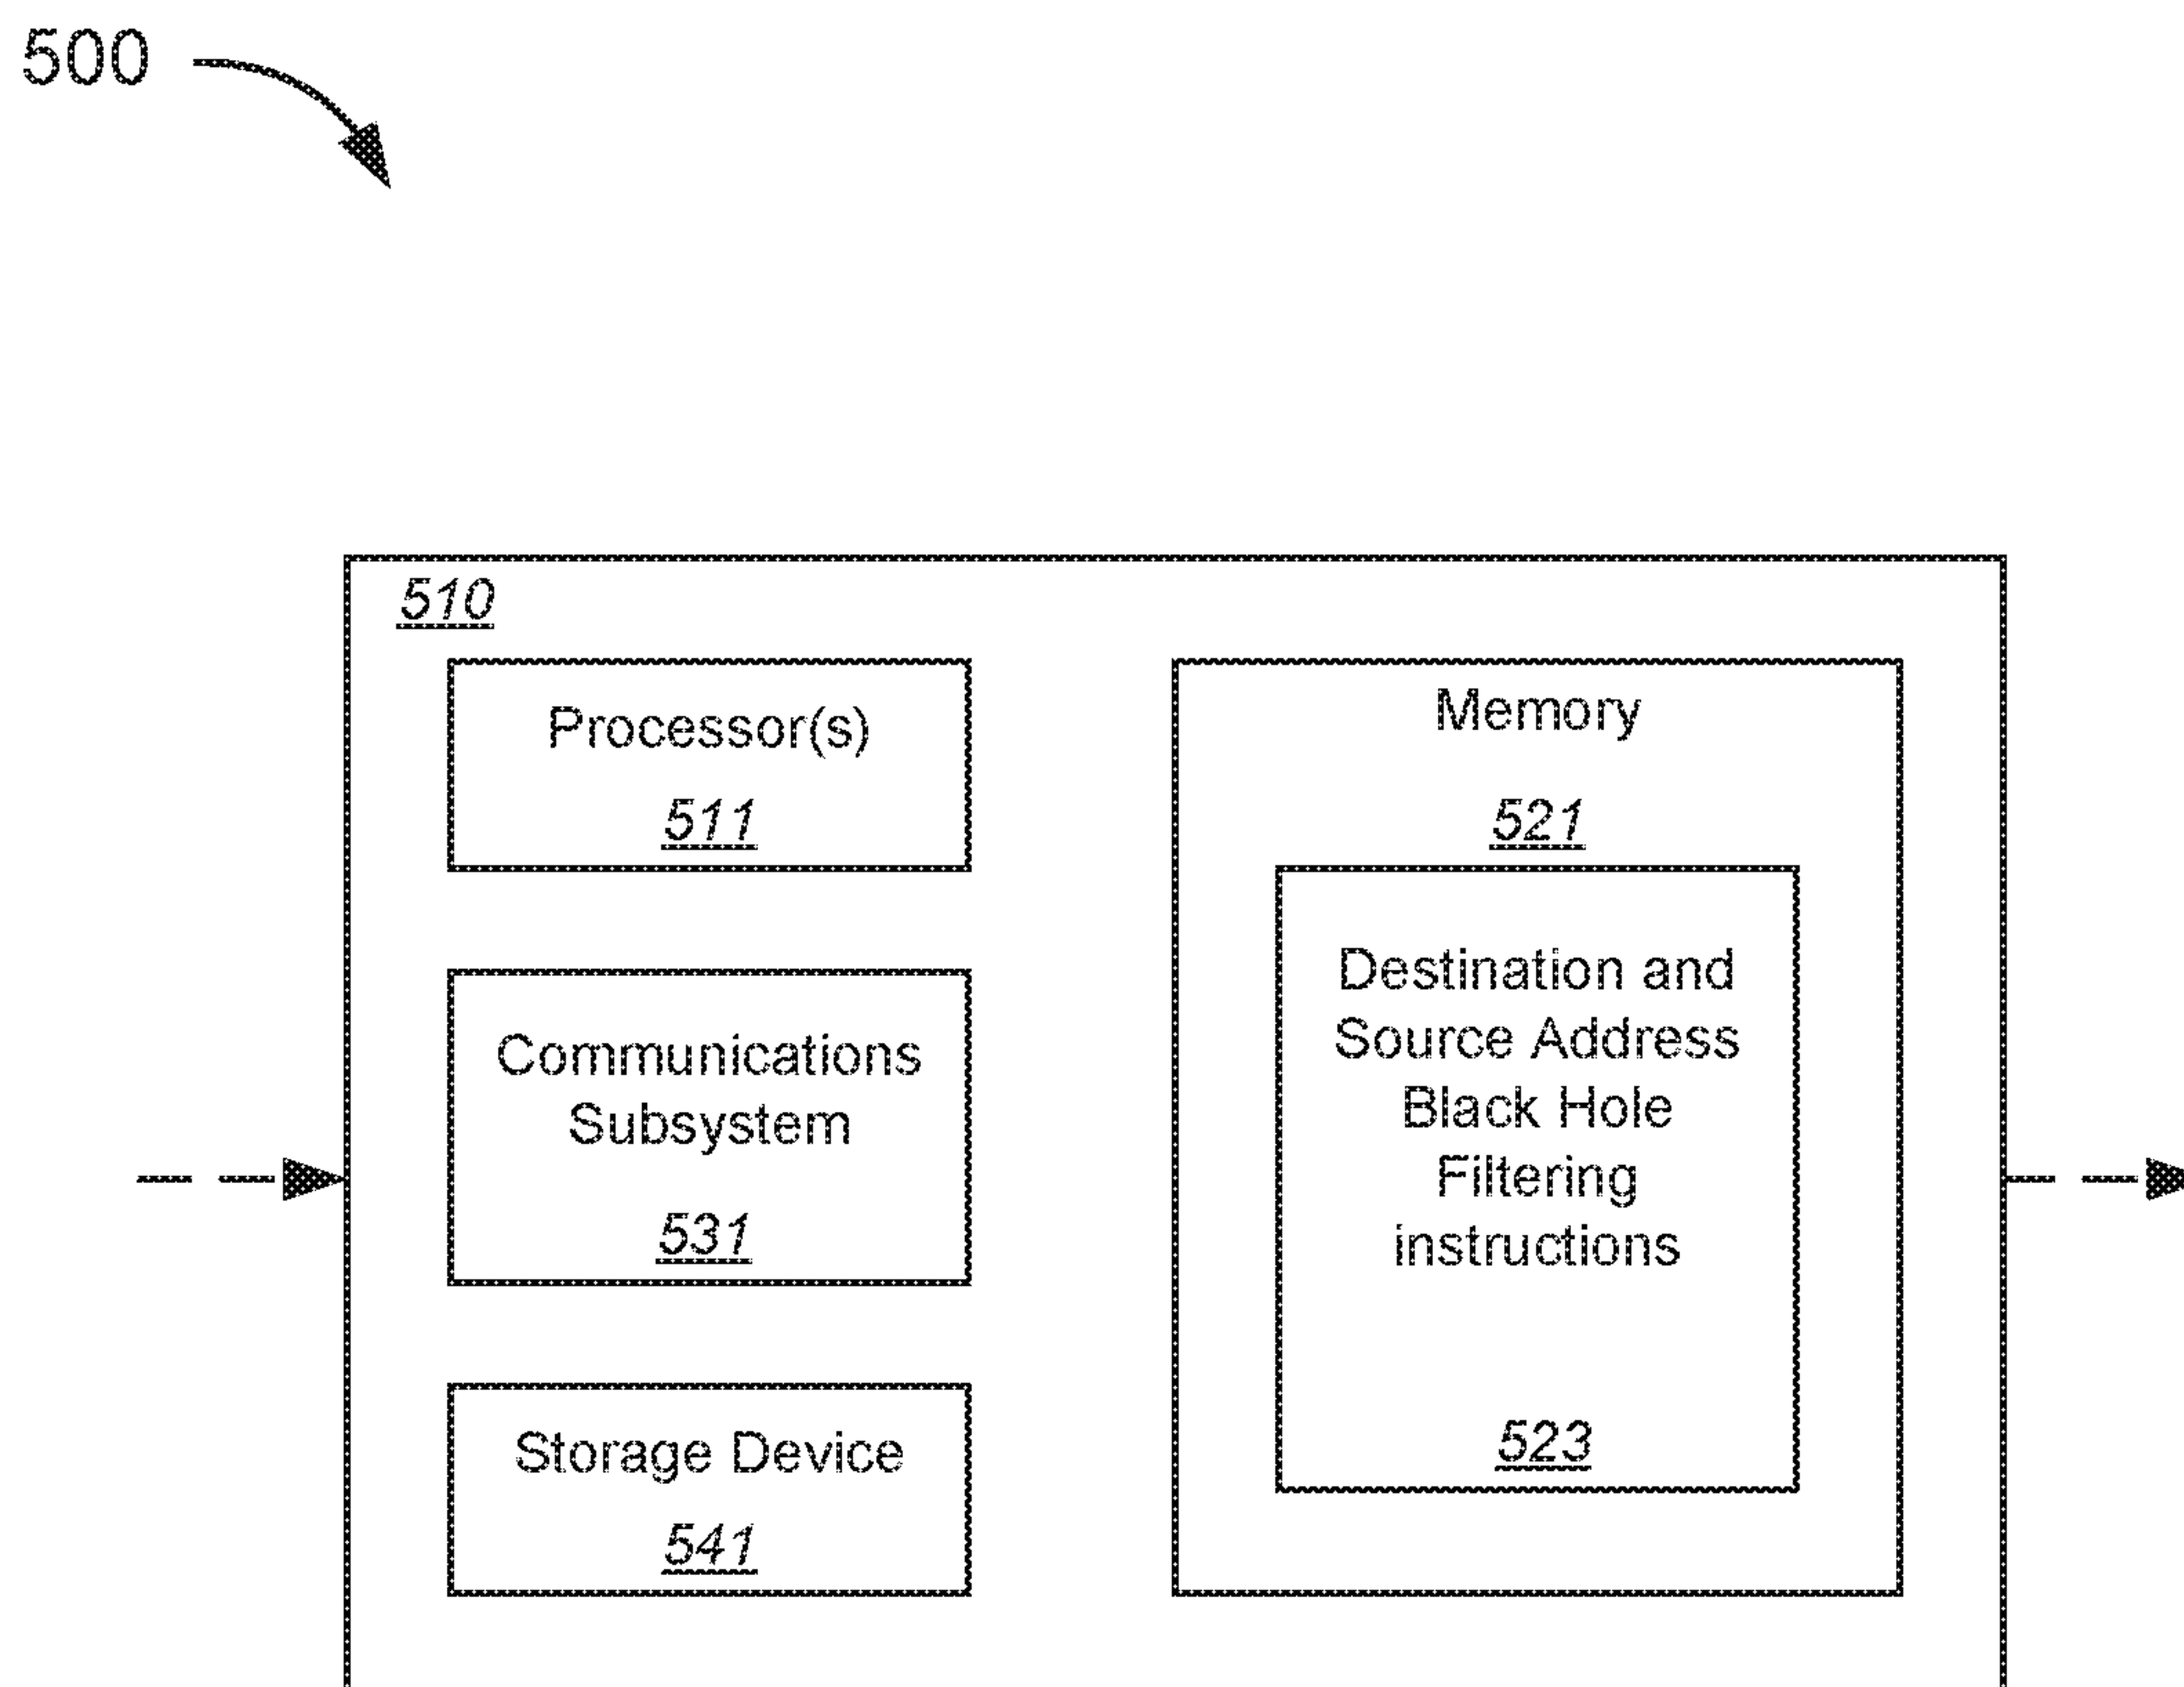 500
510
Processor(s)
511
Communications
Subsystem
531
Storage Device
541
Memory
521
Destination and
Source Address
Black Hole
Filtering
instructions
523